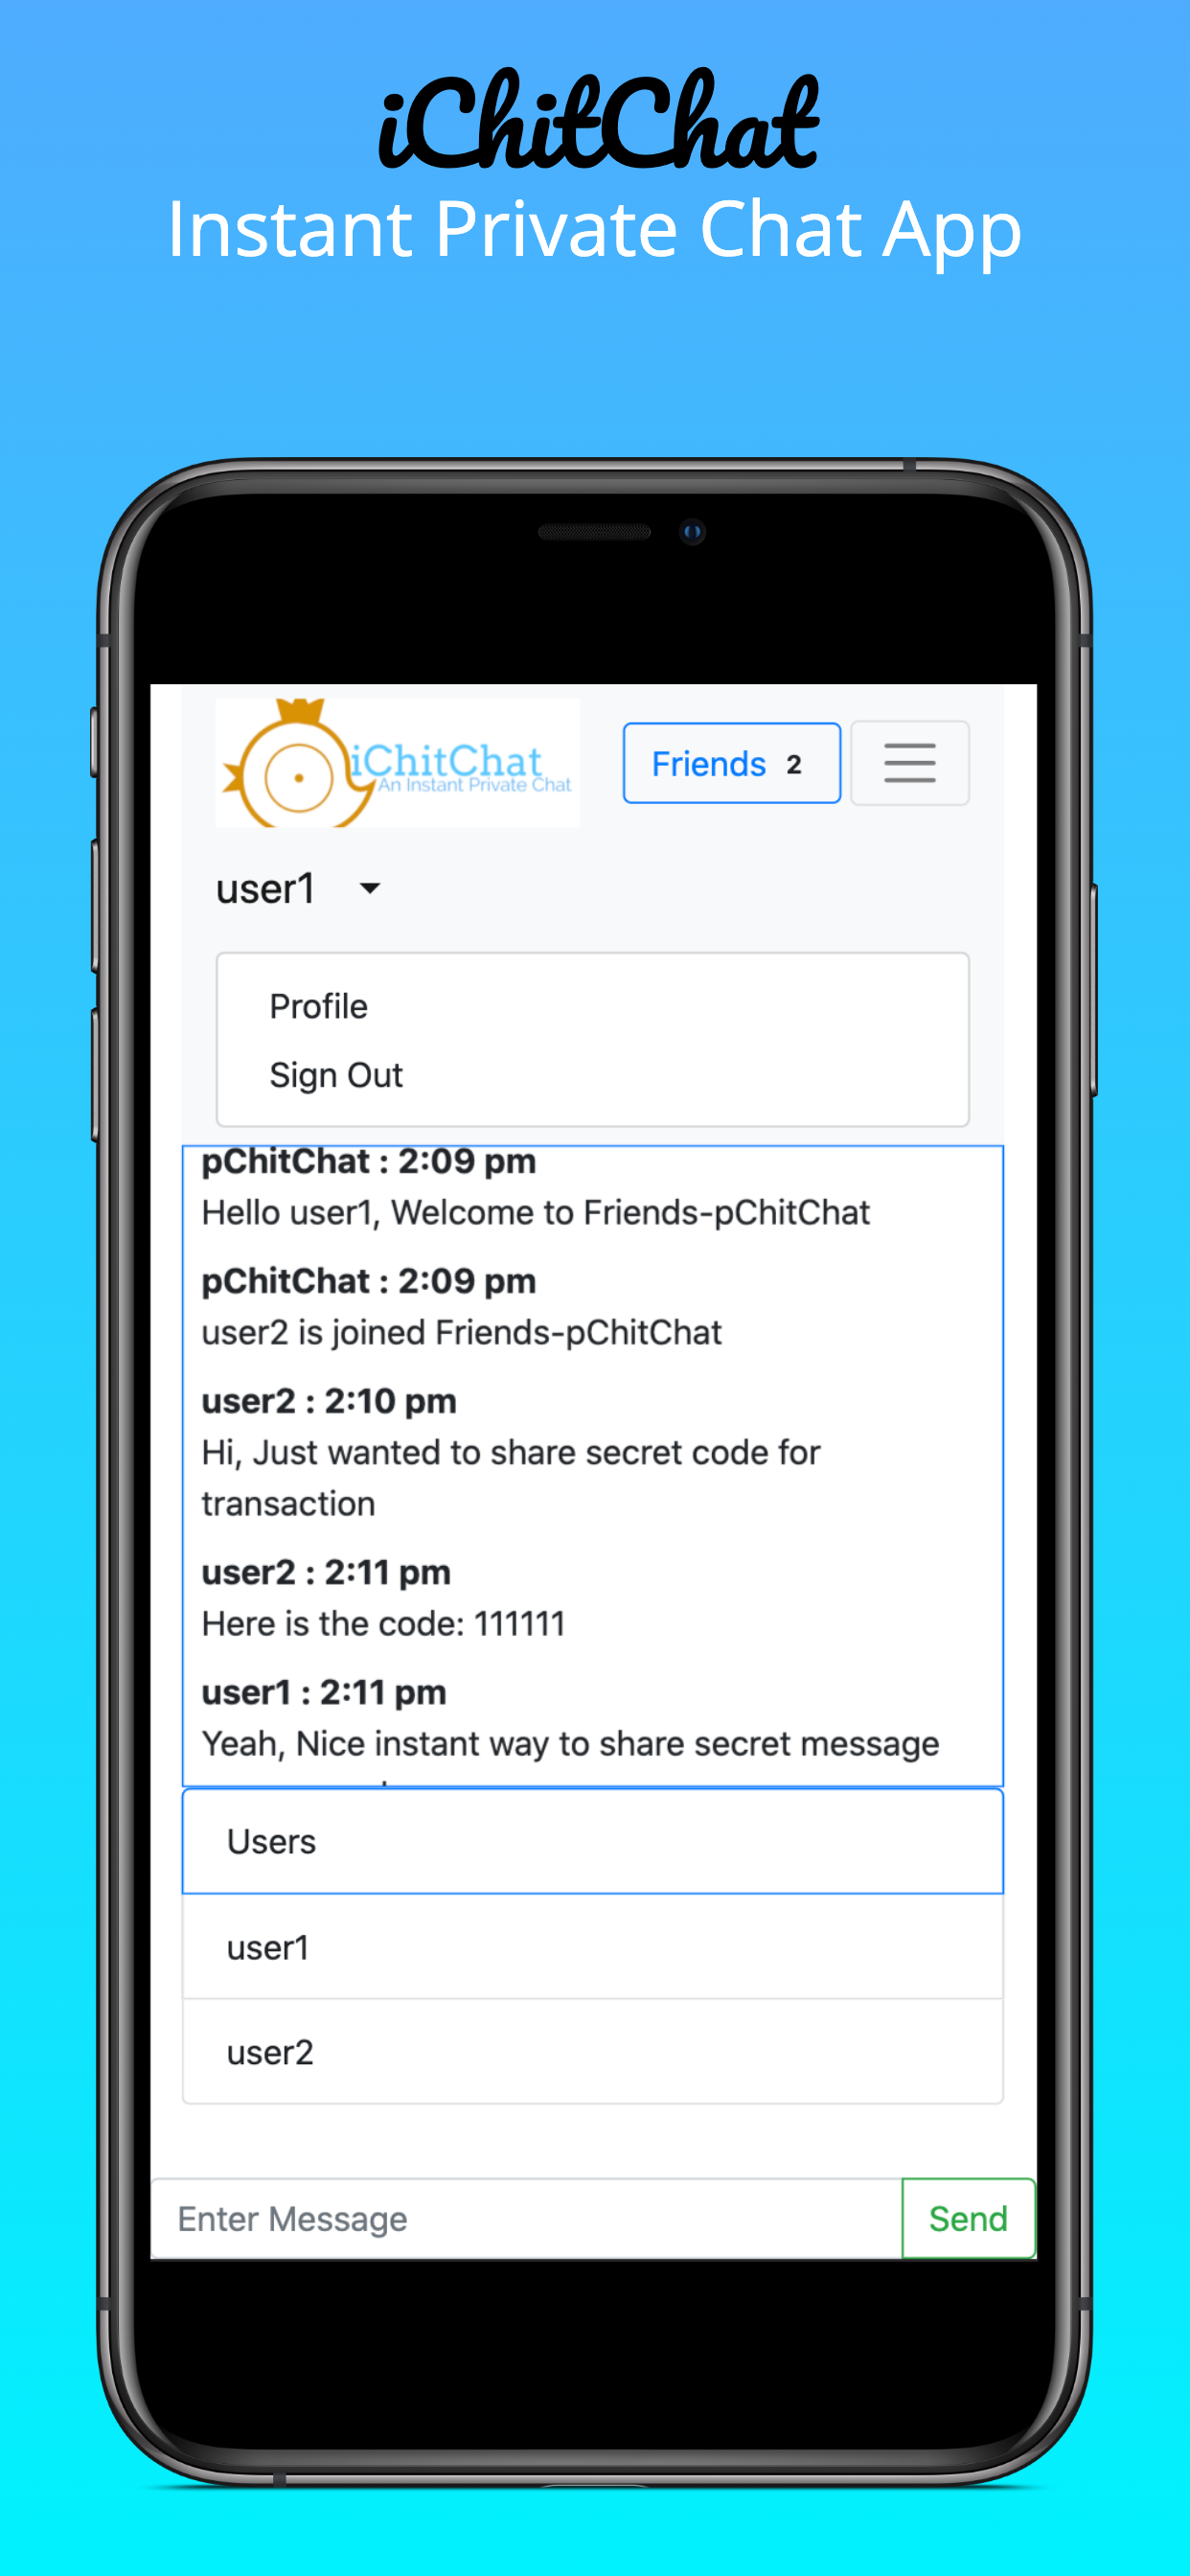 iChitChat
Instant Private Chat App
iChitChat
An Instant Private Chat
Friends 2
user1
Profile
Sign Out
pChitChat : 2:09 pm
Hello user1, Welcome to Friends-pChitChat
pChitChat : 2:09 pm
user2 is joined Friends-pChitChat
user2 : 2:10 pm
Hi, Just wanted to share secret code for
transaction
user2 : 2:11 pm
Here is the code: 111111
user1 : 2:11 pm
Yeah, Nice instant way to share secret message
Users
user1
user2
Enter Message
Send